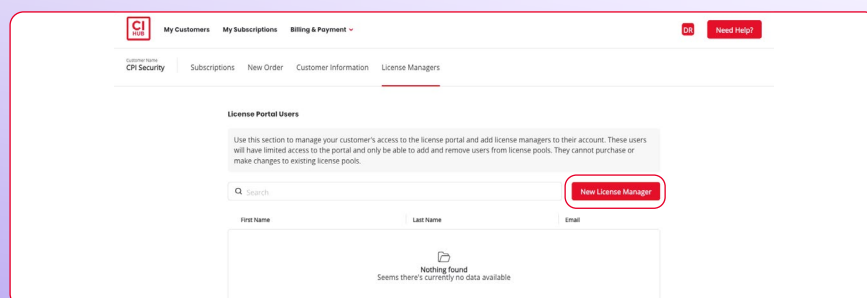 CI
HUB
My Customers My Subscriptions Billing & Payment
DR
Need Help?
Customer Name
CPI Security
Subscriptions New Order Customer Information License Managers
License Portal Users
Use this section to manage your customer's access to the license portal and add license managers to their account. These users
will have limited access to the portal and only be able to add and remove users from license pools. They cannot purchase or
make changes to existing license pools.
Search
New License Manager
First Name Last Name Email
Nothing found
Seems there's currently no data available